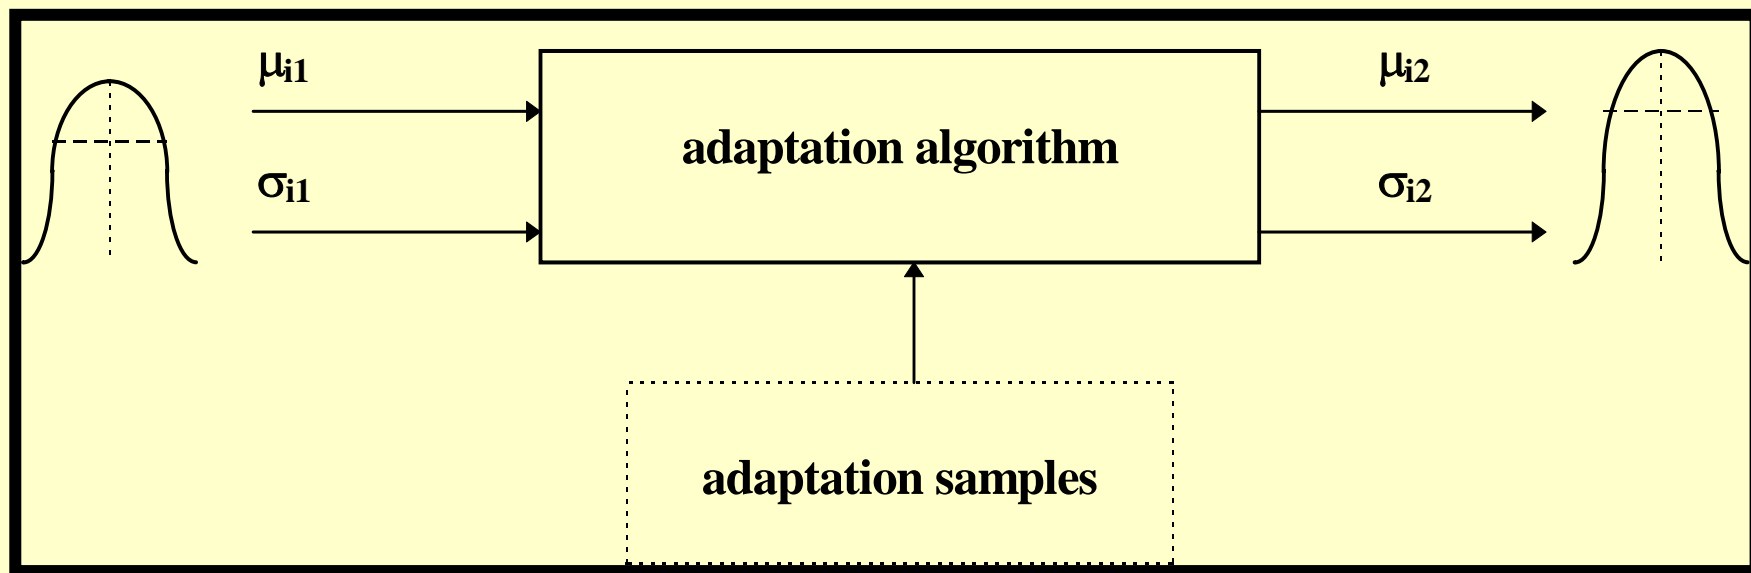 μi1
μi2
adaptation algorithm
σi1
σi2
adaptation samples